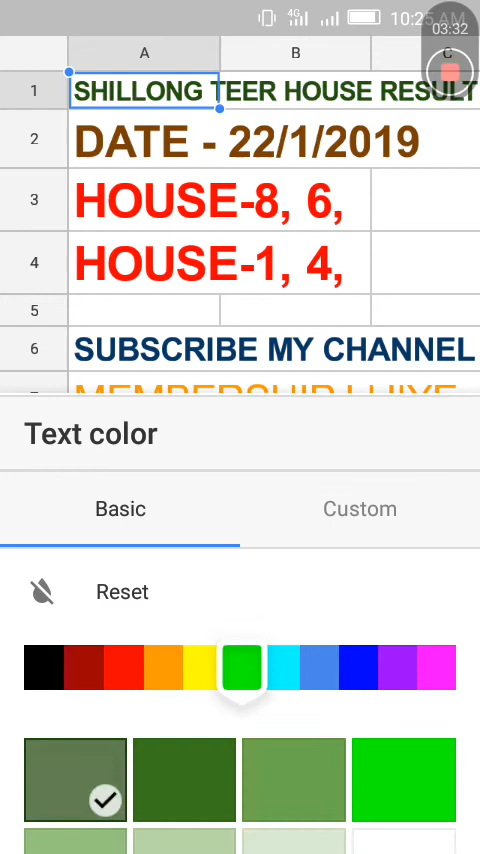 4G 10:25 AM
03:32
A B C
1 SHILLONG TEER HOUSE RESULT
2 DATE - 22/1/2019
3 HOUSE-8, 6,
4 HOUSE-1, 4,
5
6 SUBSCRIBE MY CHANNEL
Text color
Basic Custom
Reset